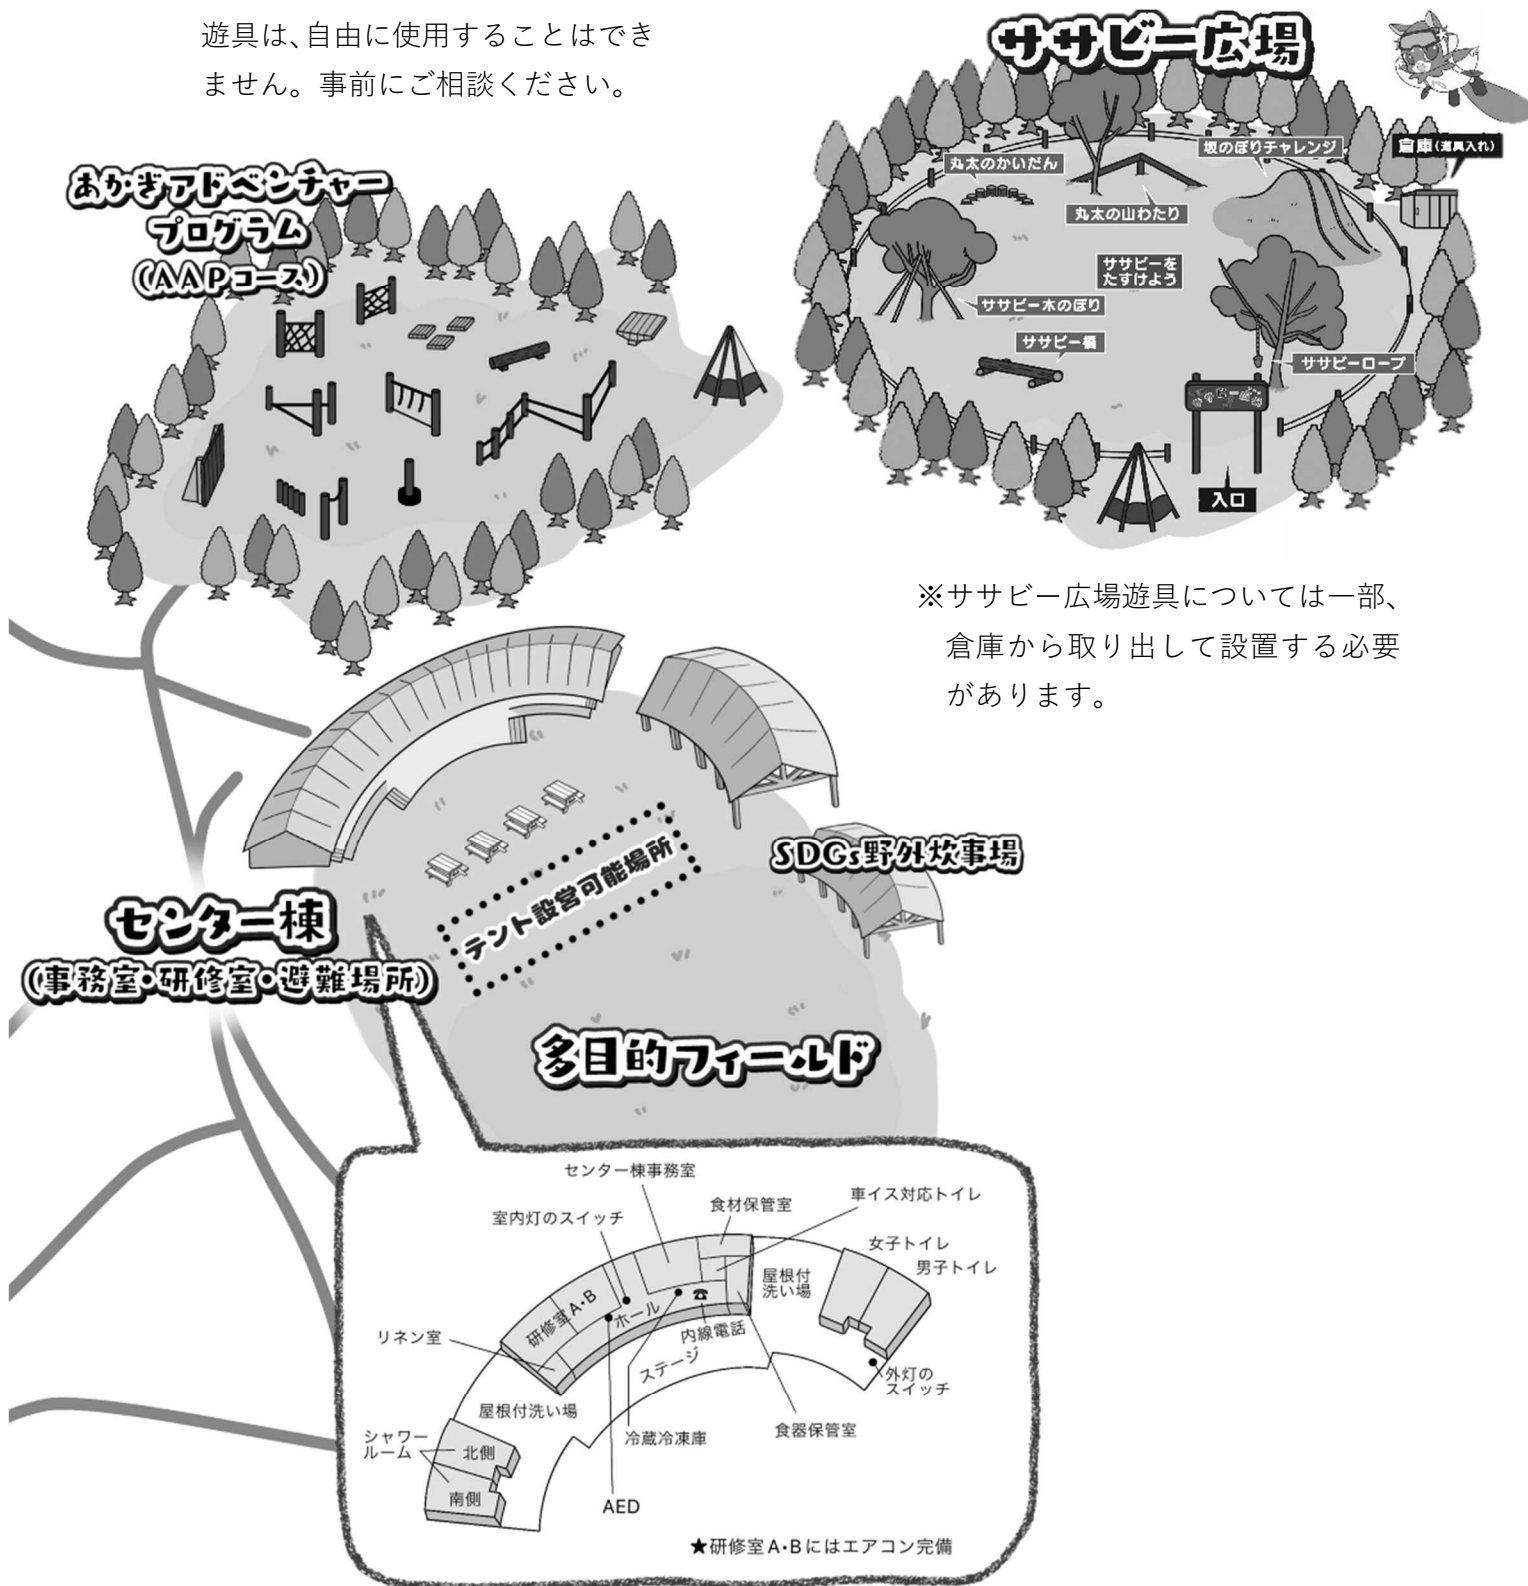 遊具は、自由に使用することはでき
ません。事前にご相談ください。
ササビー広場
あかぎアドベンチャー
プログラム
(AAPコース)
丸太のかいだん
坂のぼりチャレンジ
倉庫(遊具入れ)
丸太の山わたり
ササビーを
たすけよう
ササビー木のぼり
ササビー橋
ササビーロープ
入口
※ササビー広場遊具については一部、
倉庫から取り出して設置する必要
があります。
テント設営可能場所
SDGs野外炊事場
センター棟
(事務室・研修室・避難場所)
多目的フィールド
センター棟事務室
食材保管室
車イス対応トイレ
室内灯のスイッチ
女子トイレ
男子トイレ
屋根付
洗い場
研修室A・B
ホール
内線電話
リネン室
ステージ
外灯の
スイッチ
屋根付洗い場
シャワー
ルーム
北側
南側
冷蔵冷凍庫
食器保管室
AED
★研修室A・Bにはエアコン完備